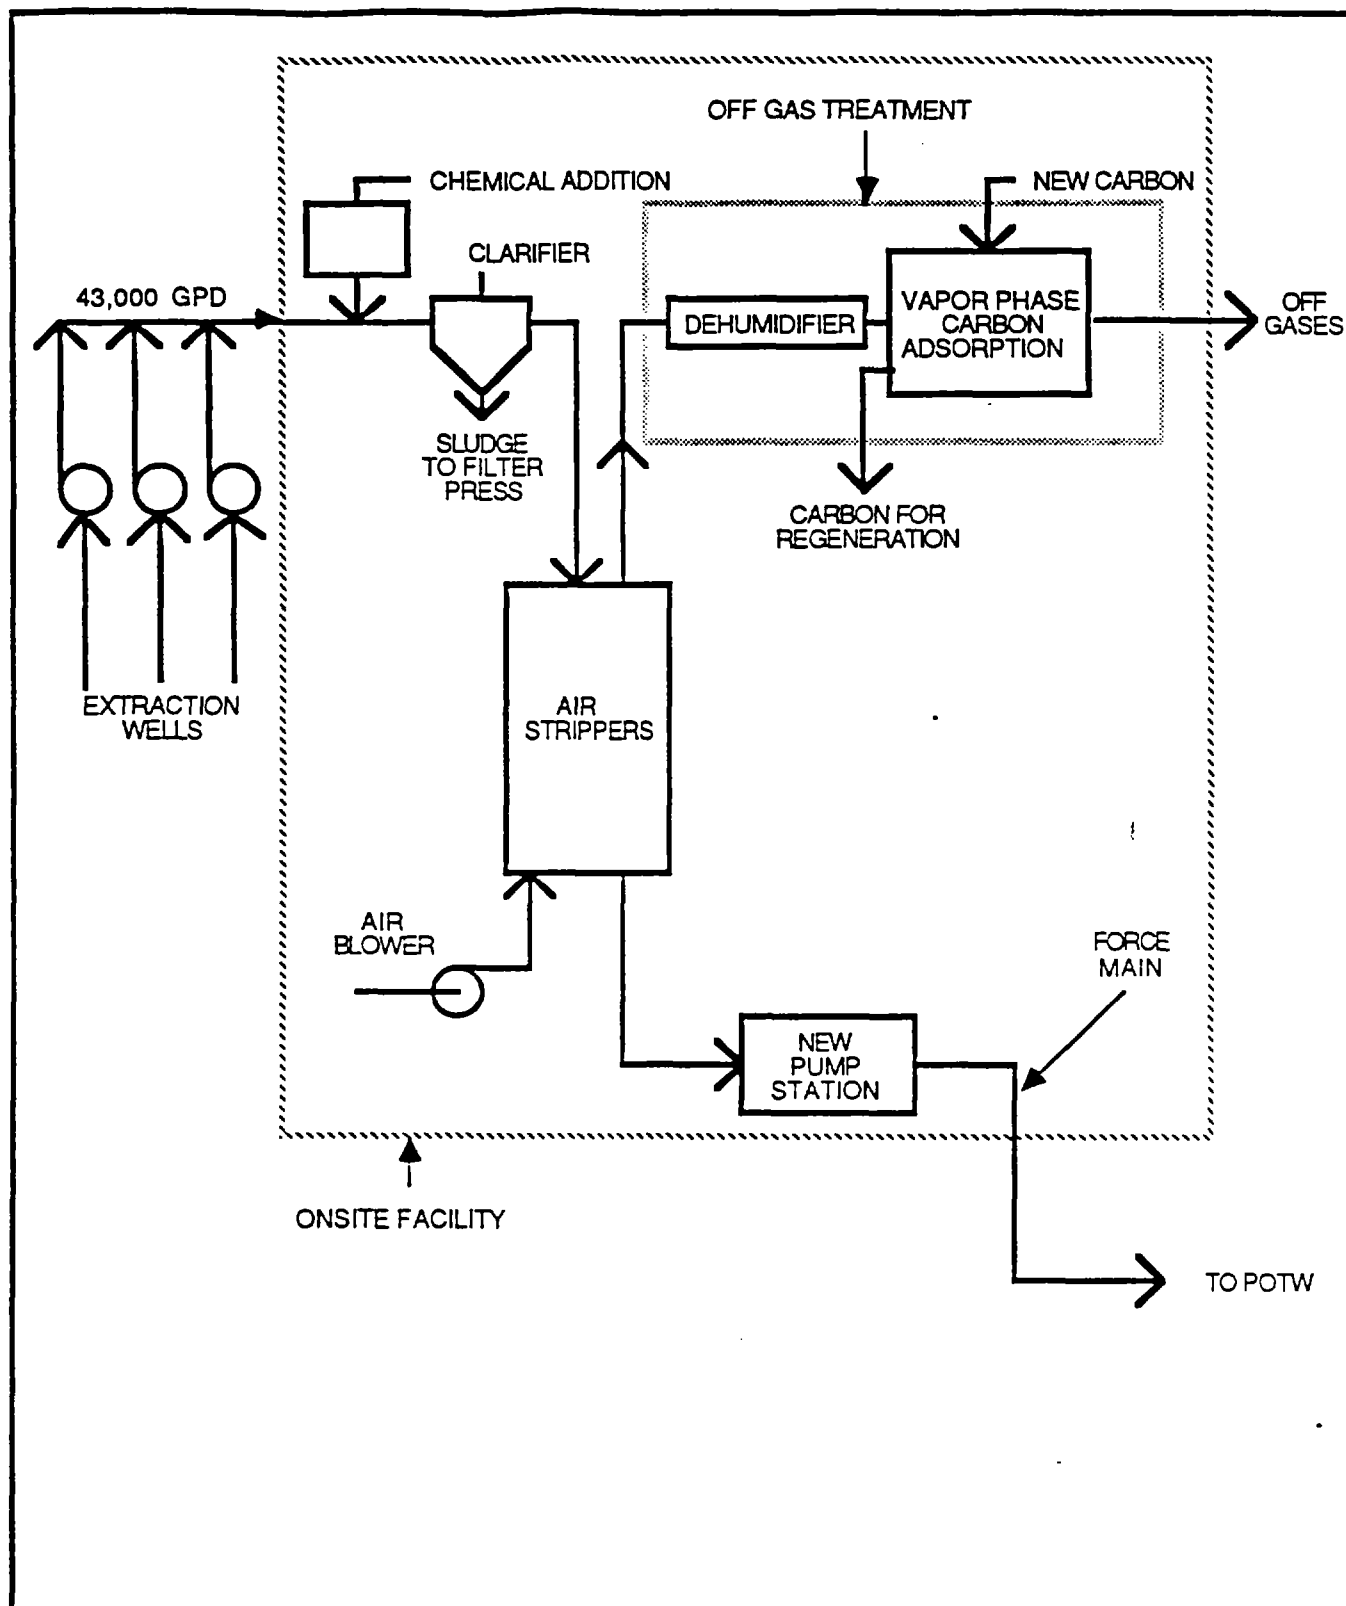 OFF GAS TREATMENT
CHEMICAL ADDITION
NEW CARBON
CLARIFIER
43,000 GPD
DEHUMIDIFIER
VAPOR PHASE
CARBON
ADSORPTION
OFF
GASES
SLUDGE
TO FILTER
PRESS
CARBON FOR
REGENERATION
EXTRACTION
WELLS
AIR
STRIPPERS
AIR
BLOWER
FORCE
MAIN
NEW
PUMP
STATION
ONSITE FACILITY
TO POTW